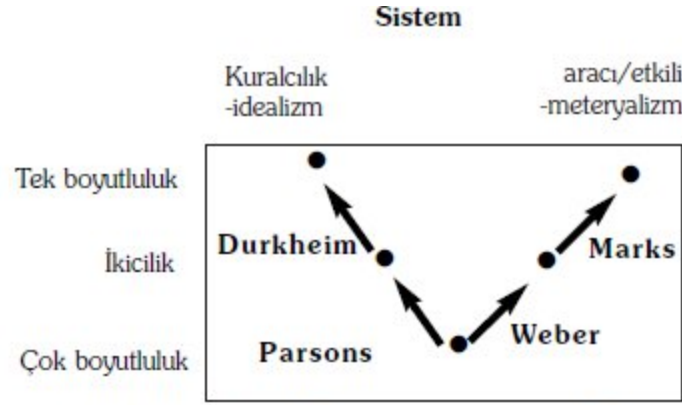 Sistem
Kuralcılık
-idealizm
aracı/etkili
-meteryalizm
Tek boyutluluk
İkicilik
Çok boyutluluk
Durkheim
Marks
Parsons
Weber